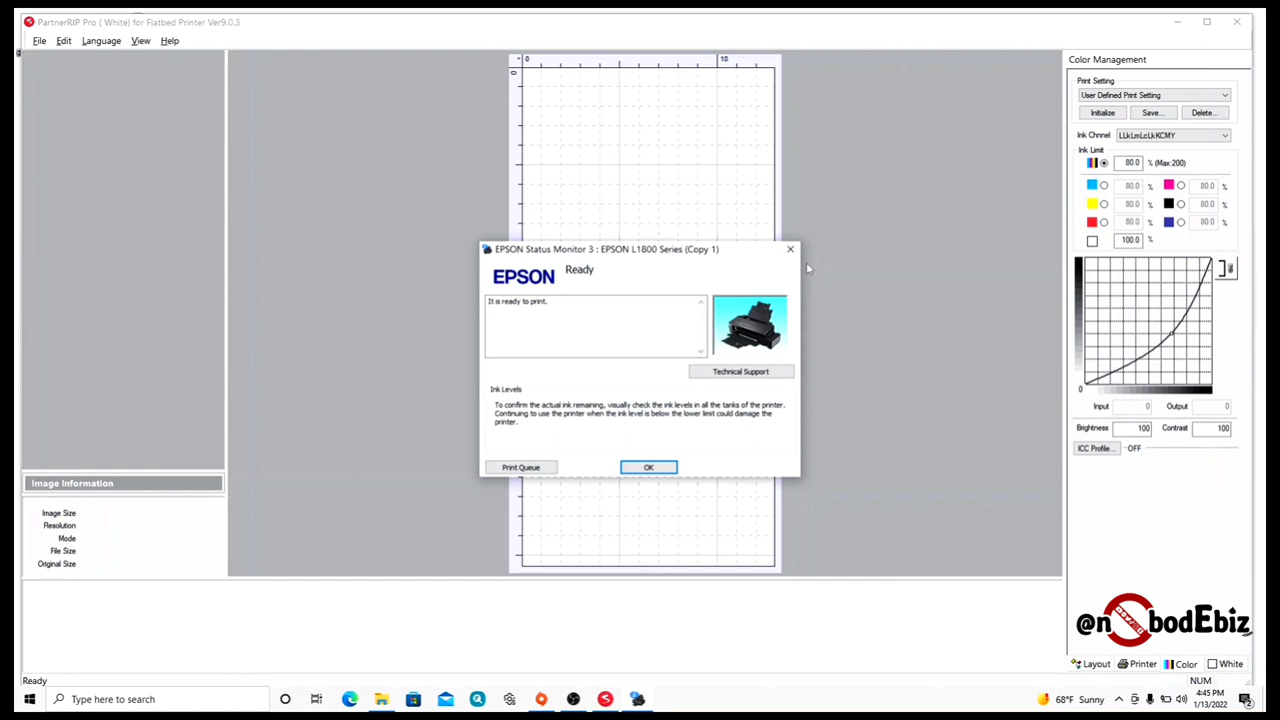 PartnerRIP Pro ( White) for Flatbed Printer Ver9.0.3
File Edit Language View Help
0 10
0
Color Management
Print Setting
User Defined Print Setting
Initialize Save... Delete...
Ink Chnnel LLkLmLcLkKCMY
Ink Limit
80.0 % (Max:200)
80.0 % 80.0 %
80.0 % 80.0 %
80.0 % 80.0 %
100.0 %
0
Input 0 Output 0
Brightness 100 Contrast 100
ICC Profile... OFF
EPSON Status Monitor 3 : EPSON L1800 Series (Copy 1)
EPSON Ready
It is ready to print.
Technical Support
Ink Levels
To confirm the actual ink remaining, visually check the ink levels in all the tanks of the printer.
Continuing to use the printer when the ink level is below the lower limit could damage the
printer.
Print Queue OK
Image Information
Image Size
Resolution
Mode
File Size
Original Size
@n bodEbiz
Layout Printer Color White
Ready
NUM
Type here to search
68°F Sunny
4:45 PM
1/13/2022
2